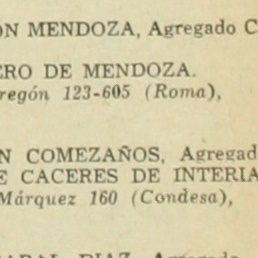 ON MENDOZA, Agregado C
ERO DE MENDOZA.
regón 123-605 (Roma),
N COMEZAÑOS, Agregad
E CACERES DE INTERIA
Márquez 160 (Condesa),